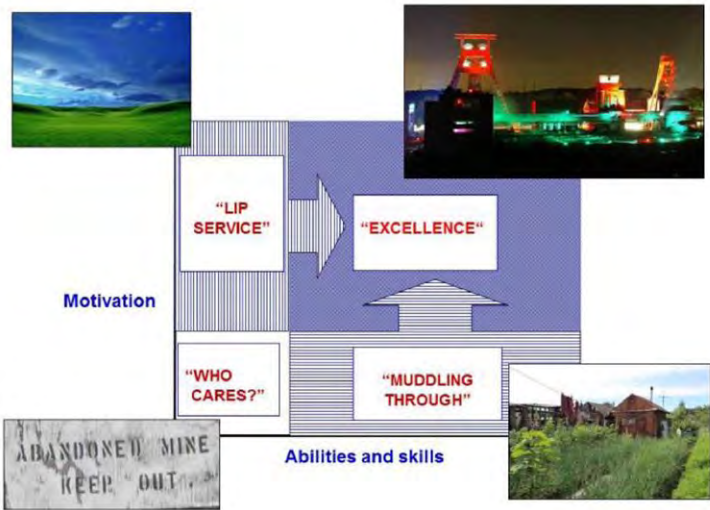 “LIP
SERVICE”
“EXCELLENCE“
Motivation
“WHO
CARES?”
“MUDDLING
THROUGH”
ABANDONED MINE
KEEP OUT.
Abilities and skills